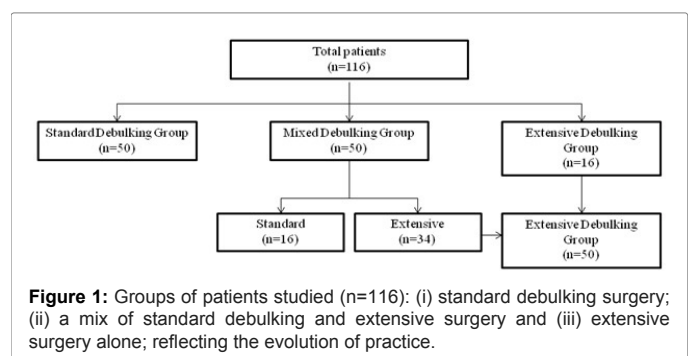 Total patients
(n=116)
Standard Debulking Group
(n=50)
Mixed Debulking Group
(n=50)
Extensive Debulking
Group
(n=16)
Standard
(n=16)
Extensive
(n=34)
Extensive Debulking
Group
(n=50)
Figure 1: Groups of patients studied (n=116): (i) standard debulking surgery;
(ii) a mix of standard debulking and extensive surgery and (iii) extensive
surgery alone; reflecting the evolution of practice.